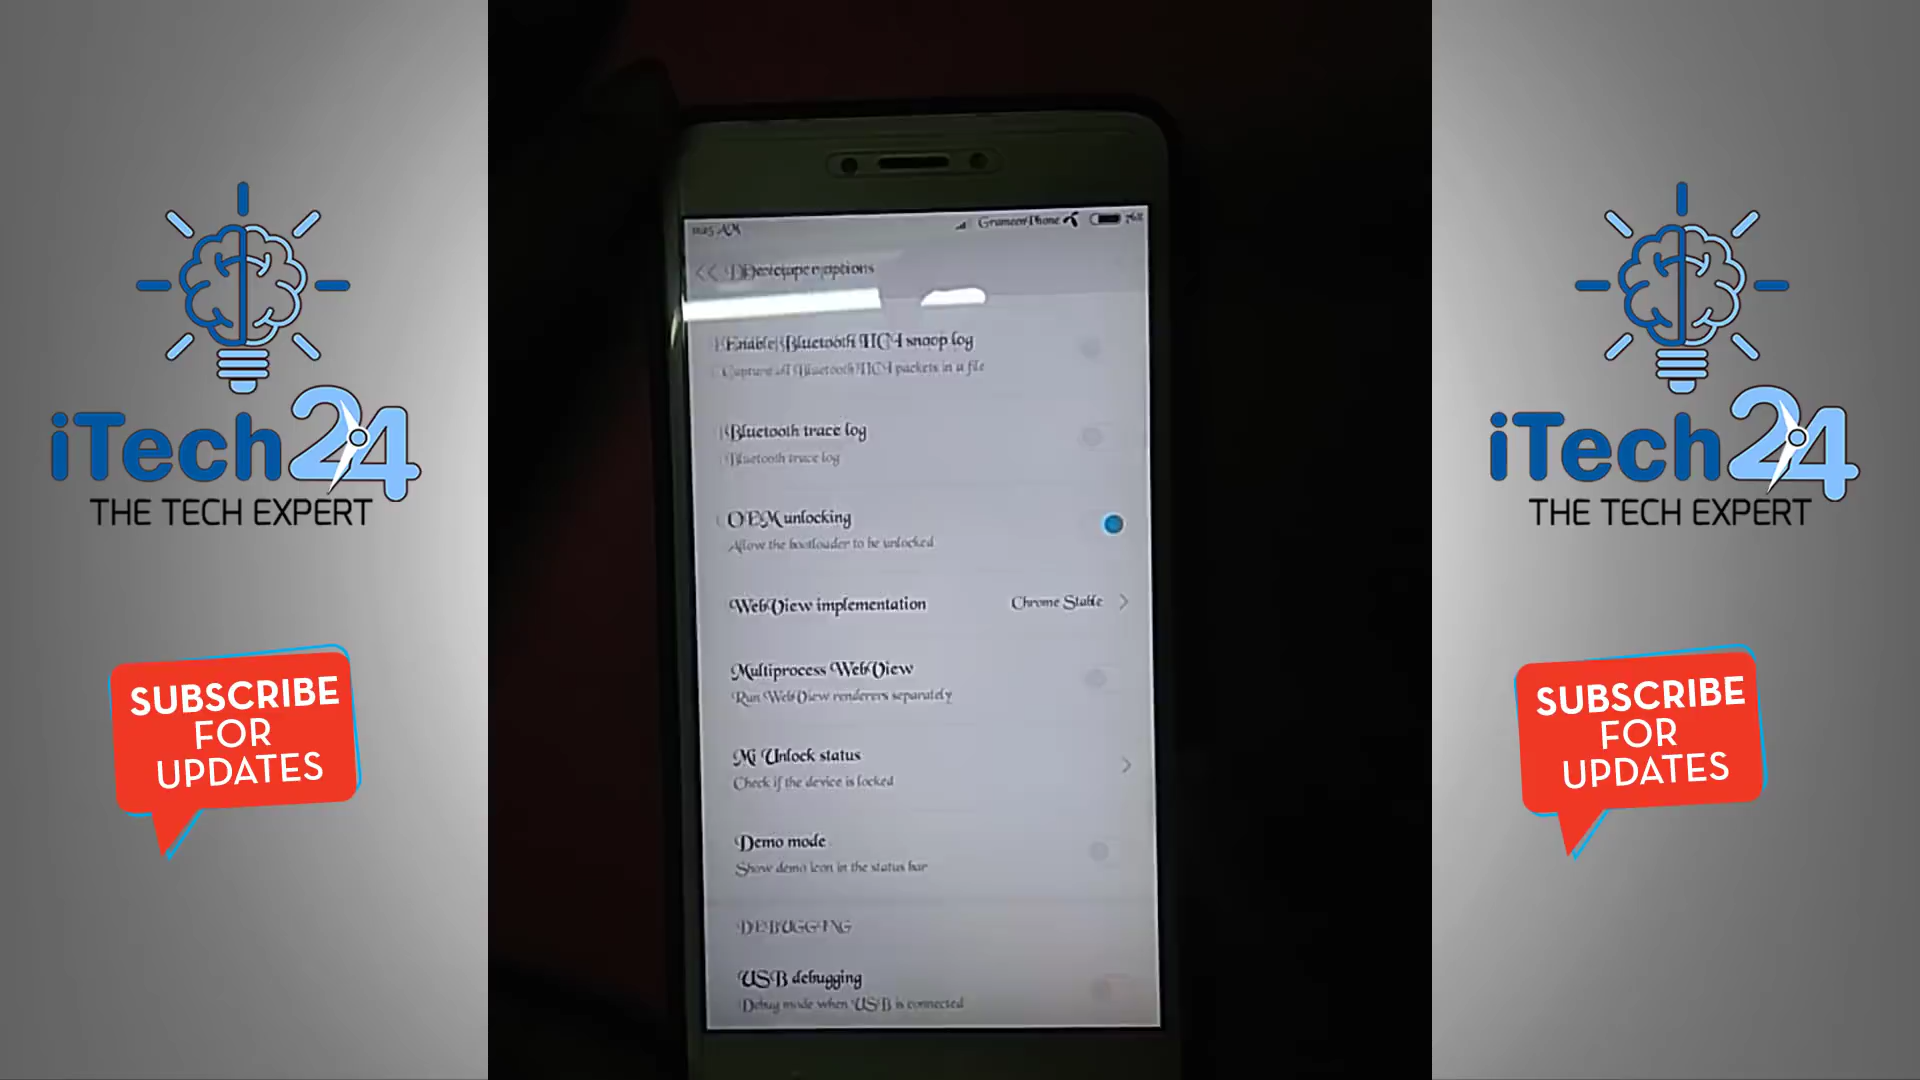 iTech24
THE TECH EXPERT
SUBSCRIBE
FOR
UPDATES
GrameenPhone
Developer options
Enable Bluetooth HCI snoop log
Capture all Bluetooth HCI packets in a file
Bluetooth trace log
Bluetooth trace log
OEM unlocking
Allow the bootloader to be unlocked
WebView implementation
Chrome Stable
Multiprocess WebView
Run WebView renderers separately
Mi Unlock status
Check if the device is locked
Demo mode
Show demo icon in the status bar
DEBUGGING
USB debugging
Debug mode when USB is connected
iTech24
THE TECH EXPERT
SUBSCRIBE
FOR
UPDATES